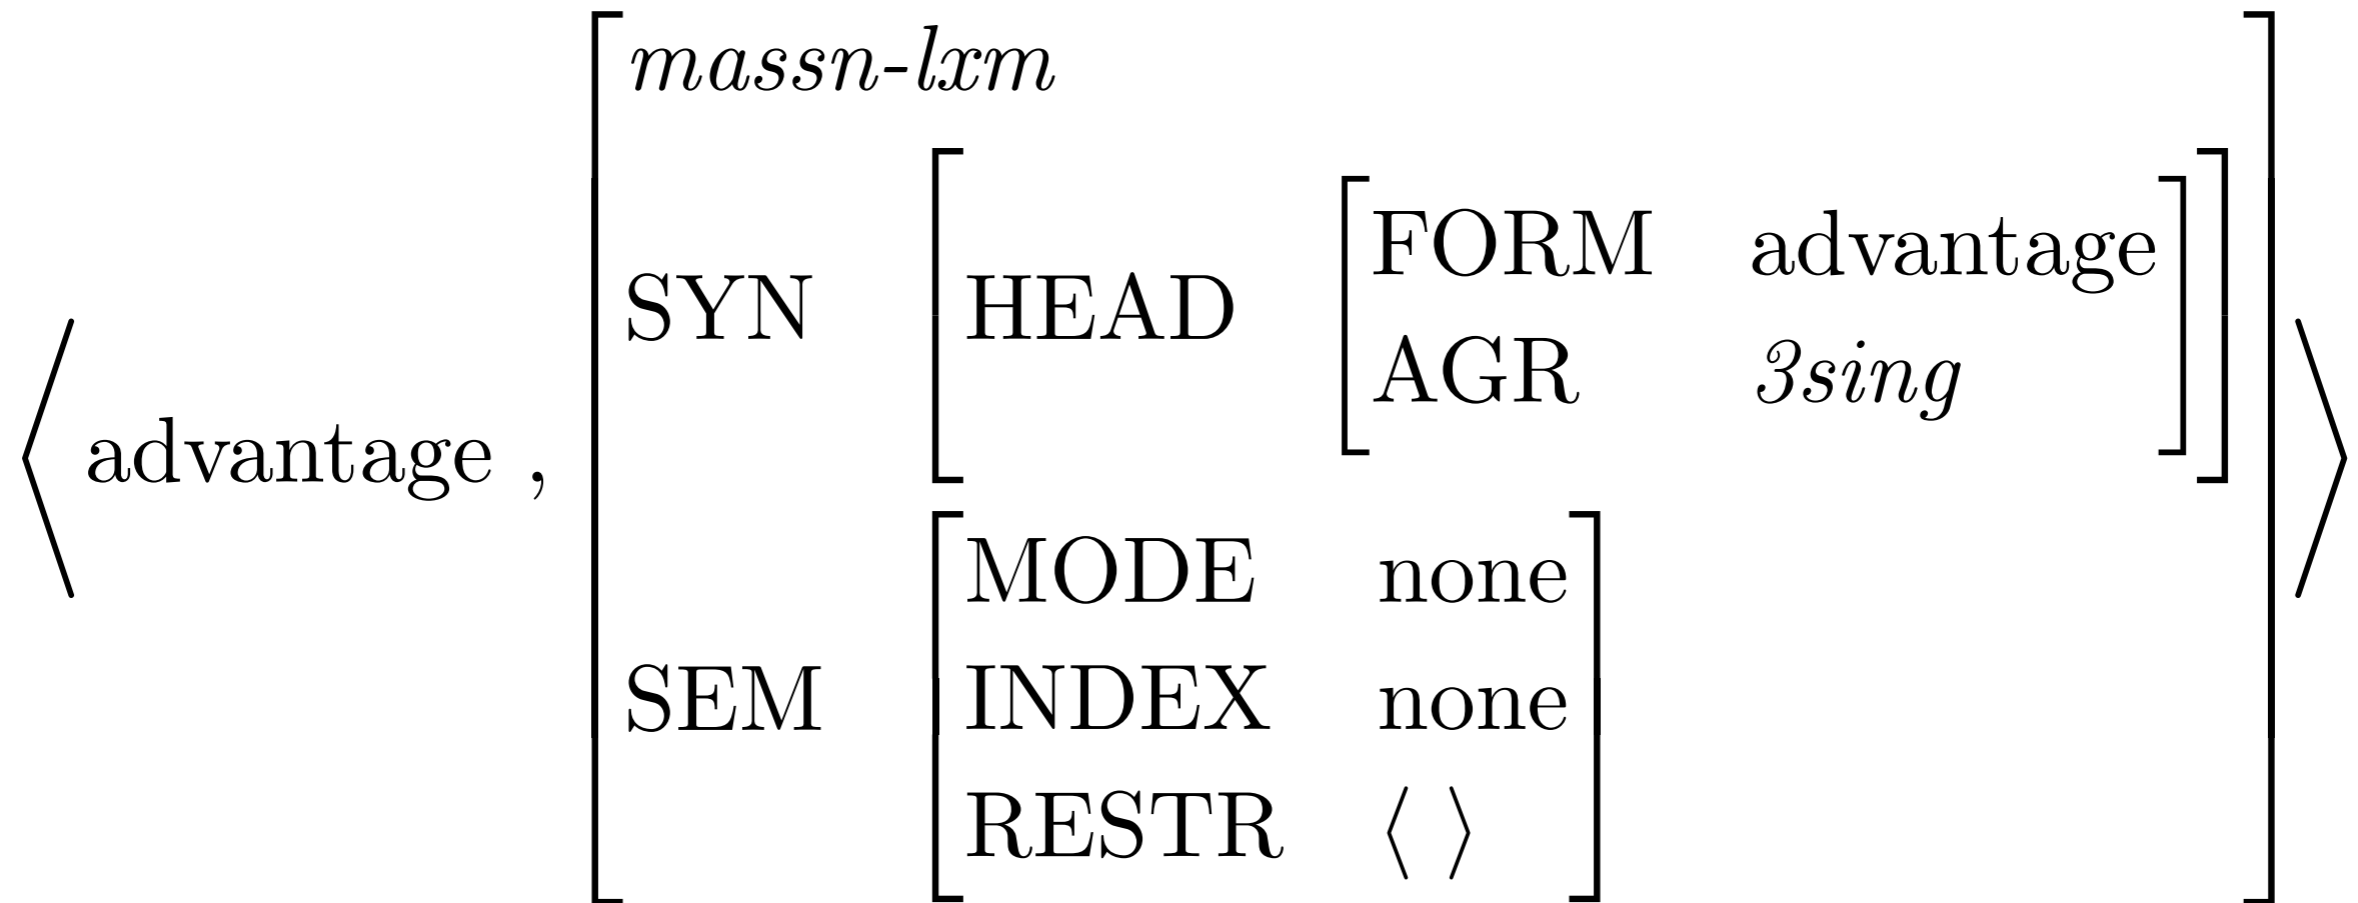 massn-lxm
FORM advantage
SYN HEAD
AGR 3sing
⟨ advantage ,
⟩
MODE none
INDEX none
SEM
RESTR ⟨ ⟩